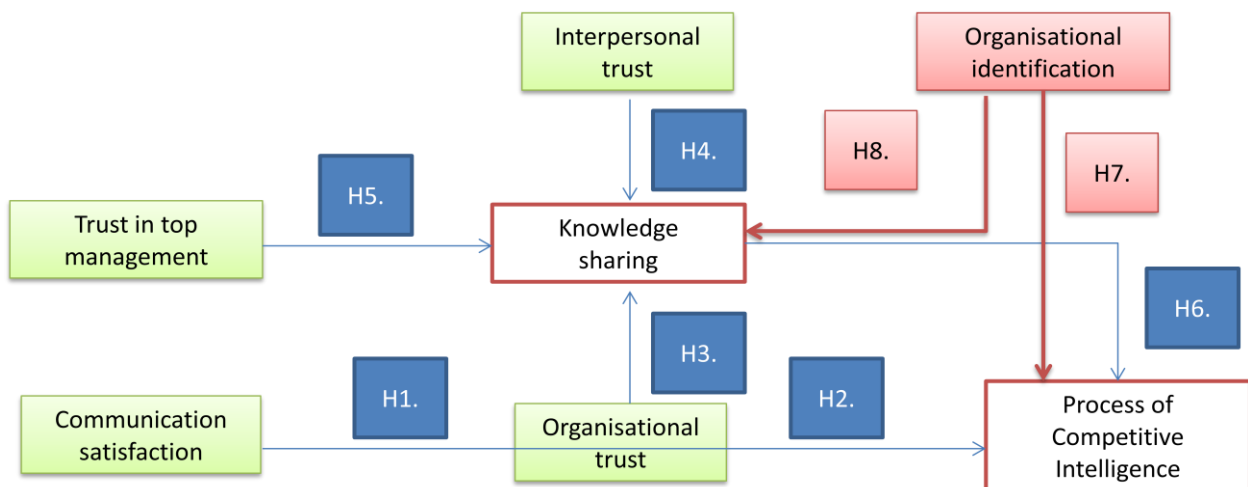 Interpersonal
trust
Organisational
identification
H4.
H8.
H7.
H5.
Trust in top
management
Knowledge
sharing
H6.
H3.
H1.
H2.
Communication
satisfaction
Organisational
trust
Process of
Competitive
Intelligence